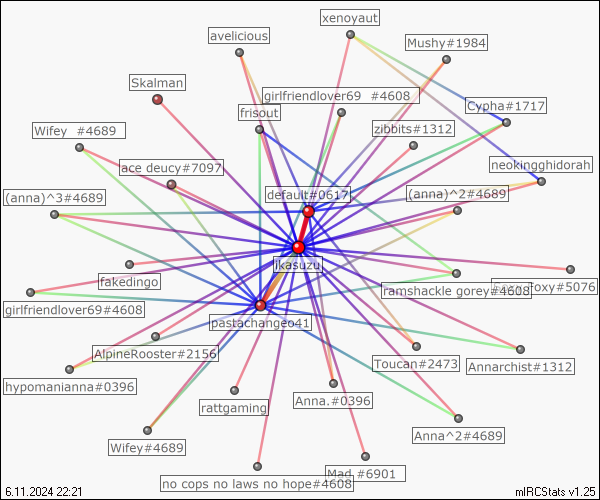 xenoyaut
avelicious
Mushy#1984
Skalman
girlfriendlover69 #4608
Cypha#1717
frisout
Wifey #4689
zibbits#1312
ace deucy#7097
neokingghidorah
(anna)^3#4689
default#0617
(anna)^2#4689
jkasuzu
fakedingo
foxy#5076
girlfriendlover69#4608
ramshackle gorey#4608
pastachangeo41
AlpineRooster#2156
Toucan#2473
Annarchist#1312
hypomanianna#0396
rattgaming
Anna.#0396
Anna^2#4689
Wifey#4689
Mad #6901
no cops no laws no hope#4608
6.11.2024 22:21
mIRCStats v1.25